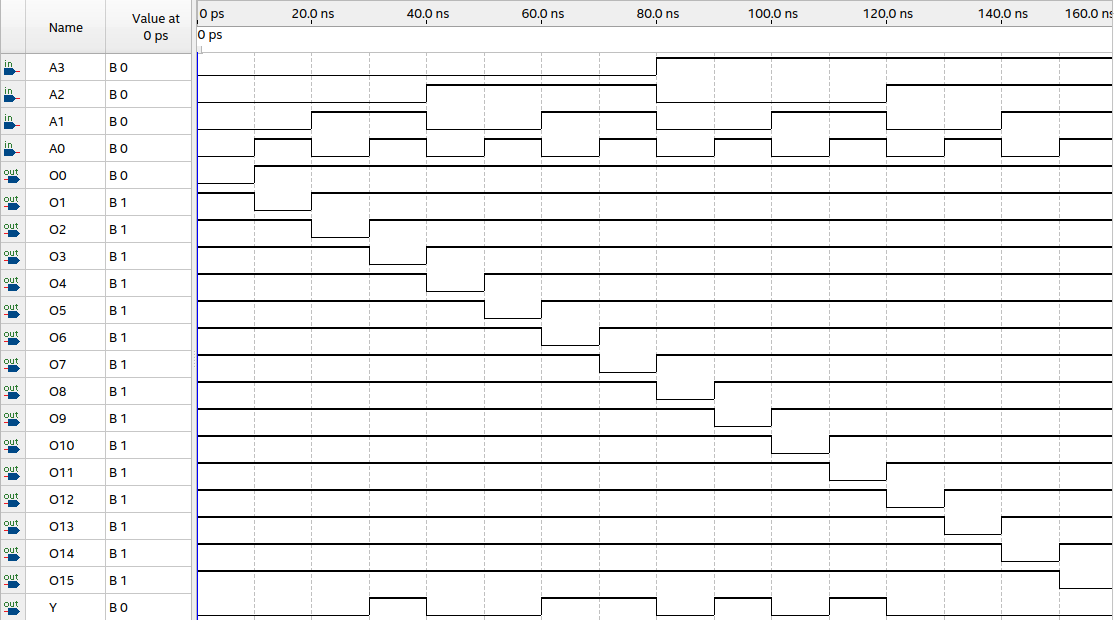 Name Value at 0 ps 0 ps 20.0 ns 40.0 ns 60.0 ns 80.0 ns 100.0 ns 120.0 ns 140.0 ns 160.0 ns
0 ps
in A3 B 0
in A2 B 0
in A1 B 0
in A0 B 0
out O0 B 0
out O1 B 1
out O2 B 1
out O3 B 1
out O4 B 1
out O5 B 1
out O6 B 1
out O7 B 1
out O8 B 1
out O9 B 1
out O10 B 1
out O11 B 1
out O12 B 1
out O13 B 1
out O14 B 1
out O15 B 1
out Y B 0